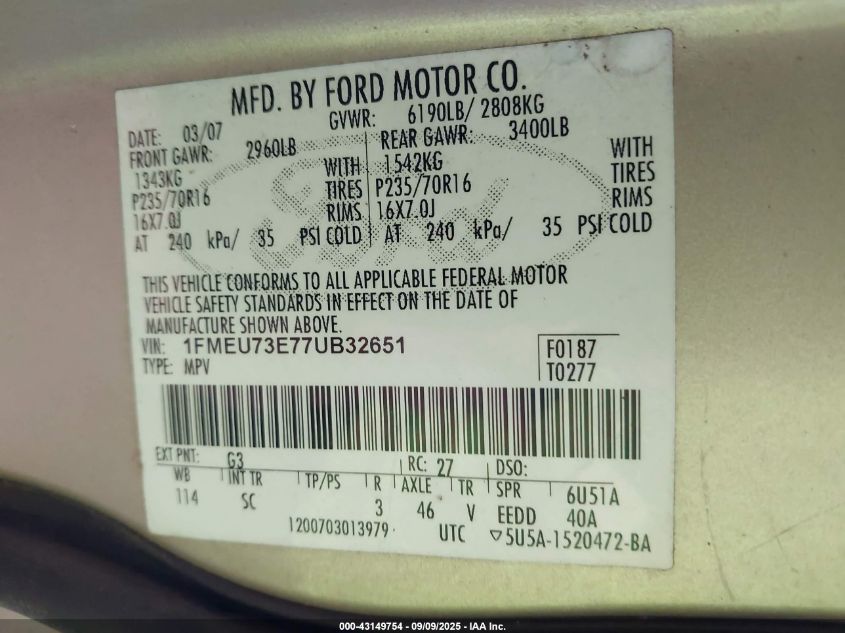 MFD. BY FORD MOTOR CO.
DATE: 03/07 GVWR: 6190LB/ 2808KG
FRONT GAWR: 2960LB REAR GAWR: 3400LB
1343KG WITH 1542KG WITH
P235/70R16 TIRES P235/70R16 TIRES
16X7.0J RIMS 16X7.0J RIMS
AT 240 kPa/ 35 PSI COLD AT 240 kPa/ 35 PSI COLD
THIS VEHICLE CONFORMS TO ALL APPLICABLE FEDERAL MOTOR
VEHICLE SAFETY STANDARDS IN EFFECT ON THE DATE OF
MANUFACTURE SHOWN ABOVE.
VIN: 1FMEU73E77UB32651 F0187
TYPE: MPV T0277
EXT PNT: G3 RC: 27 DSO:
WB INT TR TP/PS R AXLE TR SPR 6U51A
114 SC 3 46 V EEDD 40A
1200703013979 UTC ▽5U5A-1520472-BA
000-43149754 - 09/09/2025 - IAA Inc.